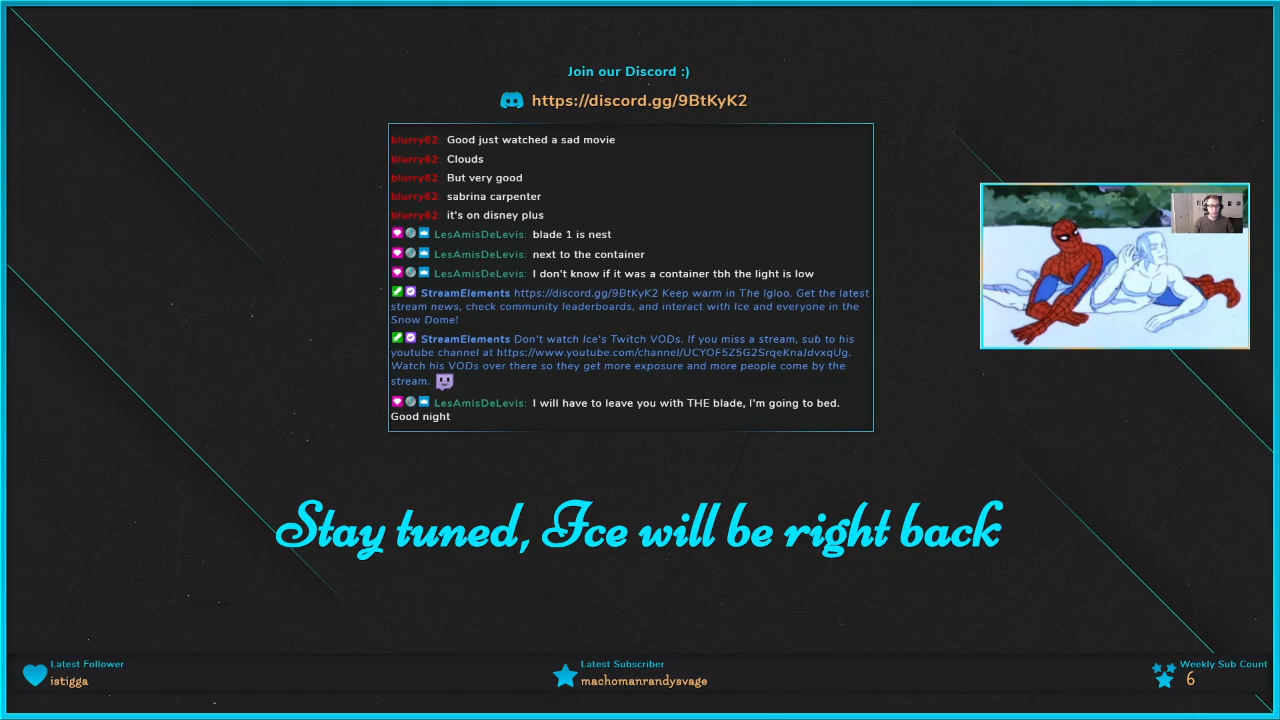 Join our Discord :)
https://discord.gg/9BtKyK2
blurry62: Good just watched a sad movie
blurry62: Clouds
blurry62: But very good
blurry62: sabrina carpenter
blurry62: it's on disney plus
LesAmisDeLevis: blade 1 is nest
LesAmisDeLevis: next to the container
LesAmisDeLevis: I don't know if it was a container tbh the light is low
StreamElements https://discord.gg/9BtKyK2 Keep warm in The Igloo. Get the latest
stream news, check community leaderboards, and interact with Ice and everyone in the
Snow Dome!
StreamElements Don't watch Ice's Twitch VODs. If you miss a stream, sub to his
youtube channel at https://www.youtube.com/channel/UCYOF5Z5G2SrqeKnaJdvxqUg.
Watch his VODs over there so they get more exposure and more people come by the
stream.
LesAmisDeLevis: I will have to leave you with THE blade, I'm going to bed.
Good night
Stay tuned, Ice will be right back
Latest Follower
istigga
Latest Subscriber
machomanrandysvage
Weekly Sub Count
6